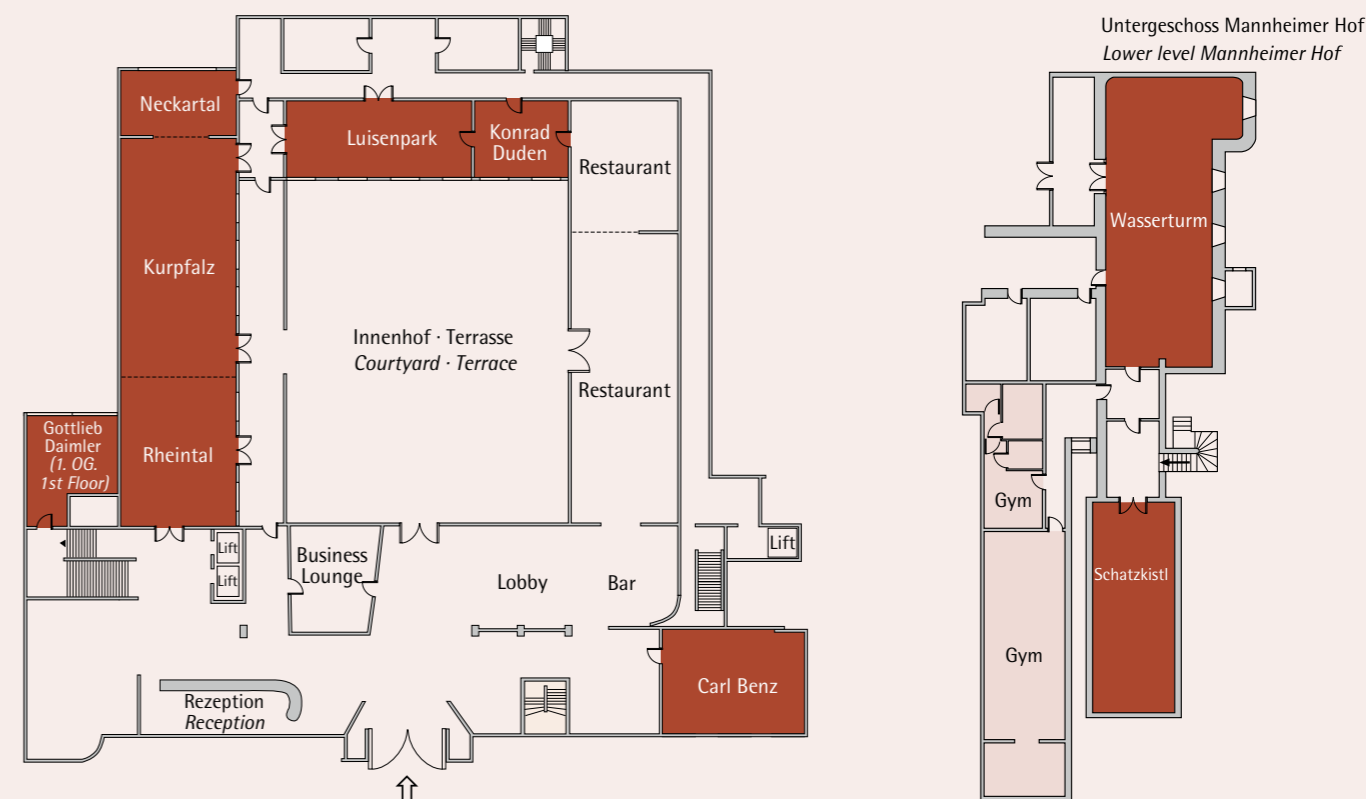 Untergeschoss Mannheimer Hof
Lower level Mannheimer Hof
Neckartal
Luisenpark
Konrad
Duden
Restaurant
Kurpfalz
Innenhof · Terrasse
Courtyard · Terrace
Restaurant
Gottlieb
Daimler
(1. OG.
1st Floor)
Rheintal
Lift
Lift
Business
Lounge
Lobby
Bar
Lift
Carl Benz
Rezeption
Reception
Wasserturm
Gym
Schatzkistl
Gym